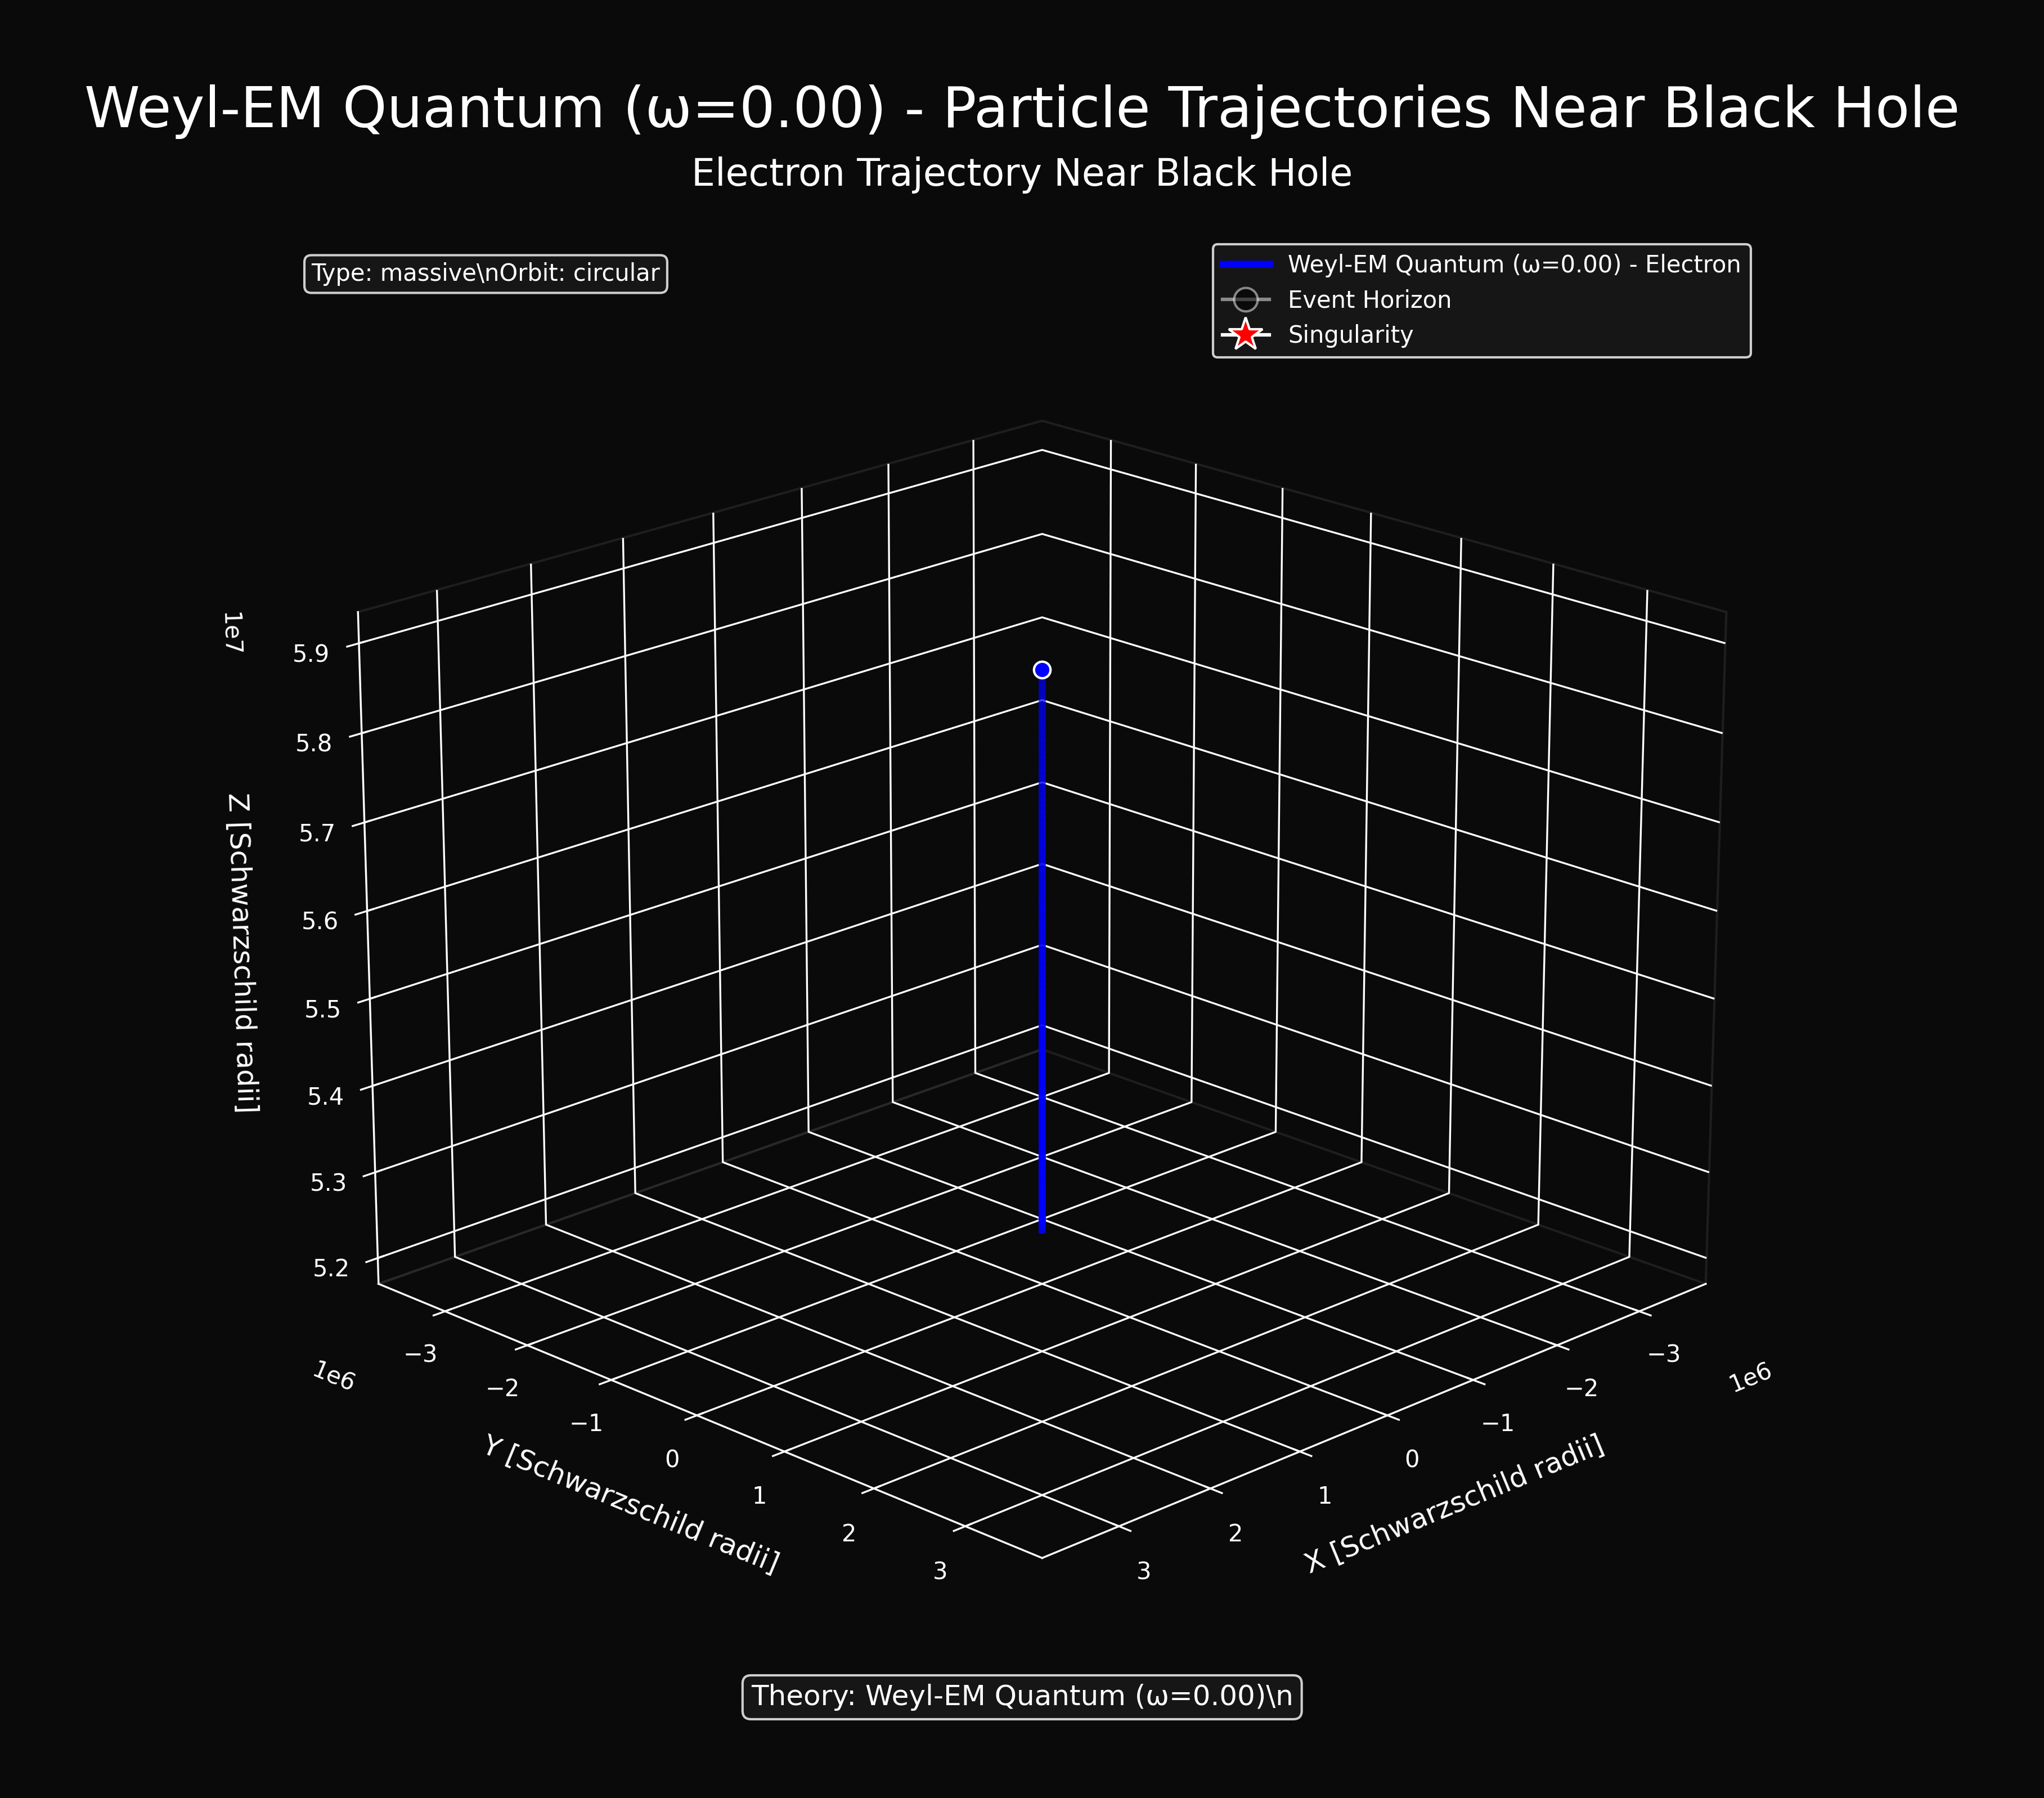 Weyl-EM Quantum (ω=0.00) - Particle Trajectories Near Black Hole
Electron Trajectory Near Black Hole
Type: massive\nOrbit: circular
Weyl-EM Quantum (ω=0.00) - Electron
Event Horizon
Singularity
1e7
5.9
5.8
5.7
5.6
5.5
5.4
5.3
5.2
Z [Schwarzschild radii]
1e6
−3
−2
−1
0
1
2
3
Y [Schwarzschild radii]
3
2
1
0
−1
−2
−3
1e6
X [Schwarzschild radii]
Theory: Weyl-EM Quantum (ω=0.00)\n